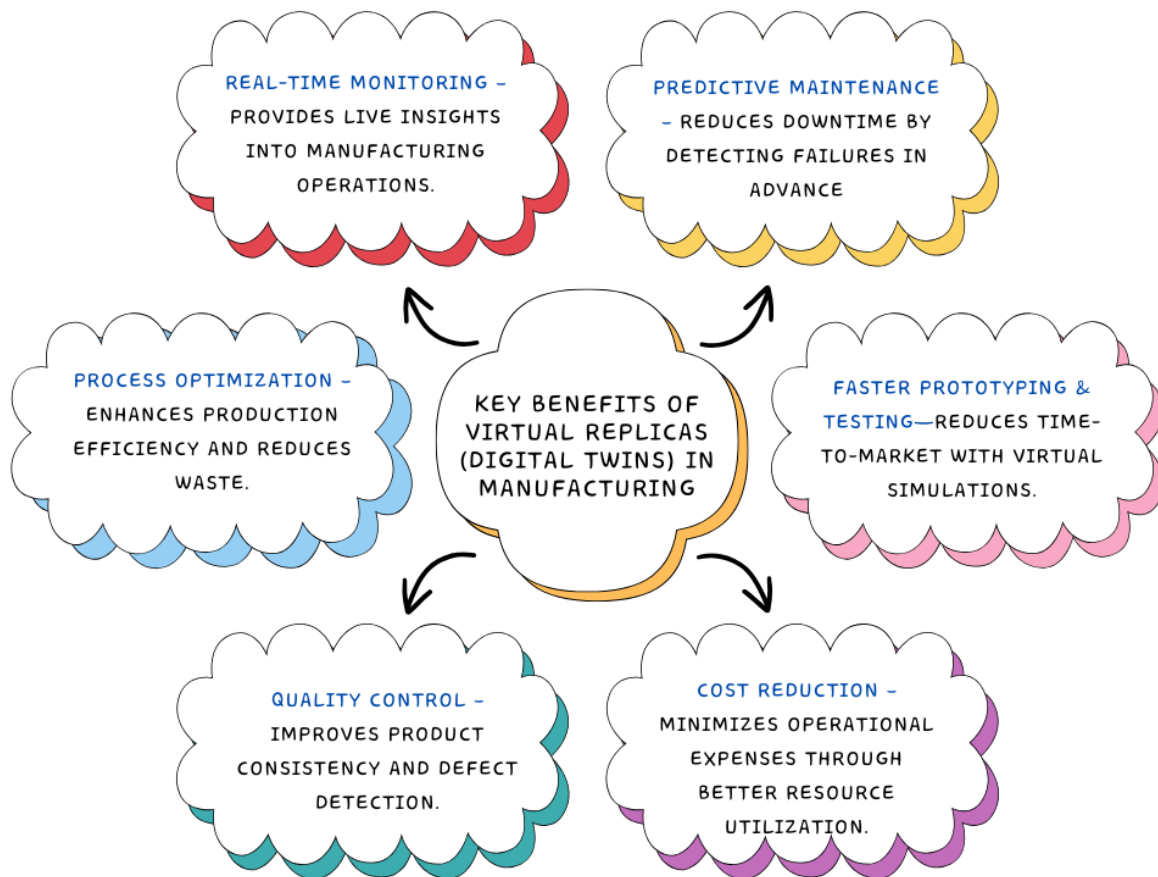 REAL-TIME MONITORING –
PROVIDES LIVE INSIGHTS
INTO MANUFACTURING
OPERATIONS.
PREDICTIVE MAINTENANCE
– REDUCES DOWNTIME BY
DETECTING FAILURES IN
ADVANCE
PROCESS OPTIMIZATION –
ENHANCES PRODUCTION
EFFICIENCY AND REDUCES
WASTE.
KEY BENEFITS OF
VIRTUAL REPLICAS
(DIGITAL TWINS) IN
MANUFACTURING
FASTER PROTOTYPING &
TESTING—REDUCES TIME-
TO-MARKET WITH VIRTUAL
SIMULATIONS.
QUALITY CONTROL –
IMPROVES PRODUCT
CONSISTENCY AND DEFECT
DETECTION.
COST REDUCTION –
MINIMIZES OPERATIONAL
EXPENSES THROUGH
BETTER RESOURCE
UTILIZATION.